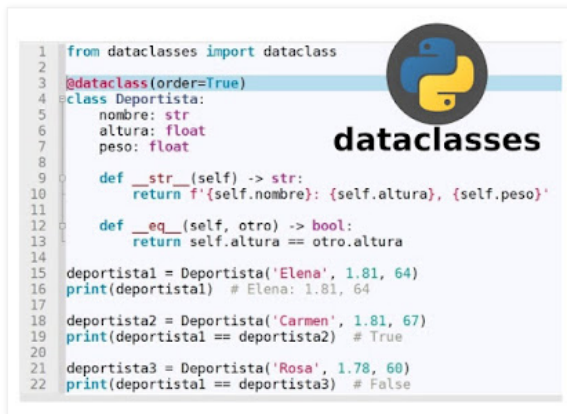 1 from dataclasses import dataclass
2
3 @dataclass(order=True)
4 class Deportista:
5     nombre: str
6     altura: float
7     peso: float
8
9     def __str__(self) -> str:
10         return f'{self.nombre}: {self.altura}, {self.peso}'
11
12     def __eq__(self, otro) -> bool:
13         return self.altura == otro.altura
14
15 deportista1 = Deportista('Elena', 1.81, 64)
16 print(deportista1)  # Elena: 1.81, 64
17
18 deportista2 = Deportista('Carmen', 1.81, 67)
19 print(deportista1 == deportista2)  # True
20
21 deportista3 = Deportista('Rosa', 1.78, 60)
22 print(deportista1 == deportista3)  # False
dataclasses